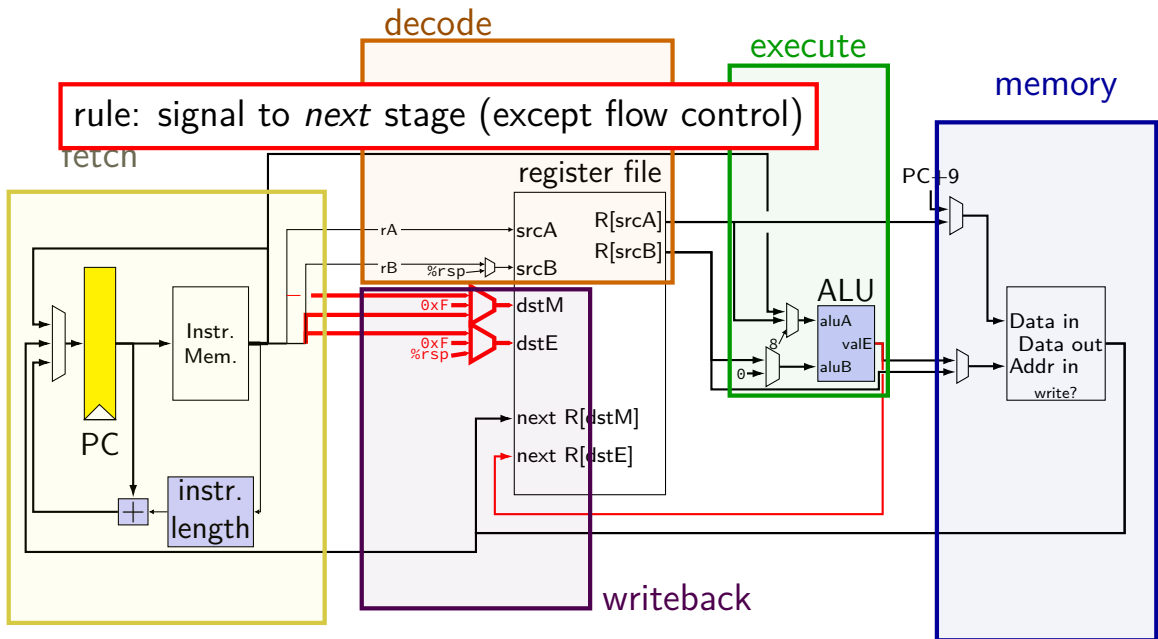 decode
execute
memory
rule: signal to next stage (except flow control)
fetch
register file
PC+9
rA
srcA
R[srcA]
R[srcB]
rB
%rsp
srcB
ALU
0xF
dstM
Instr.
Mem.
aluA
valE
8
Data in
Data out
0xF
dstE
%rsp
0
aluB
Addr in
write?
PC
next R[dstM]
next R[dstE]
instr.
length
+
writeback